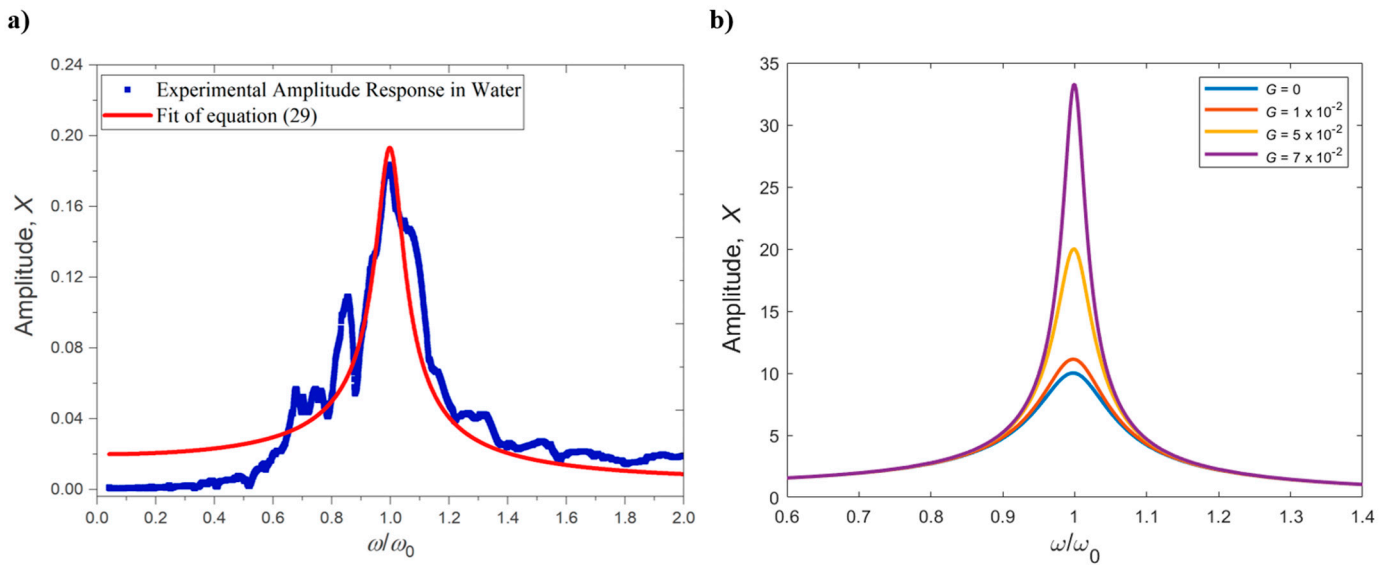 a)
0.24
0.20
0.16
0.12
0.08
0.04
0.00
Amplitude, X
Experimental Amplitude Response in Water
Fit of equation (29)
0.0 0.2 0.4 0.6 0.8 1.0 1.2 1.4 1.6 1.8 2.0
ω/ω0
b)
35
30
25
20
15
10
5
0
Amplitude, X
G = 0
G = 1 x 10-2
G = 5 x 10-2
G = 7 x 10-2
0.6 0.7 0.8 0.9 1 1.1 1.2 1.3 1.4
ω/ω0